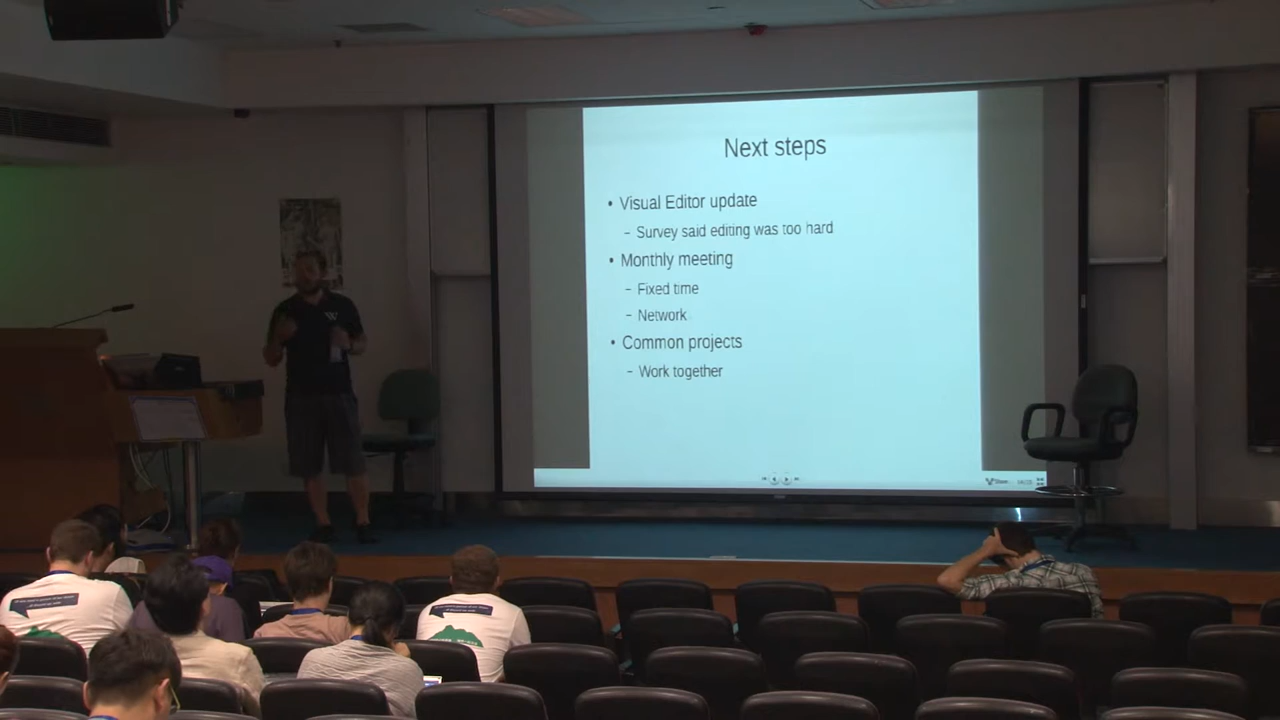 Next steps
• Visual Editor update
– Survey said editing was too hard
• Monthly meeting
– Fixed time
– Network
• Common projects
– Work together
W